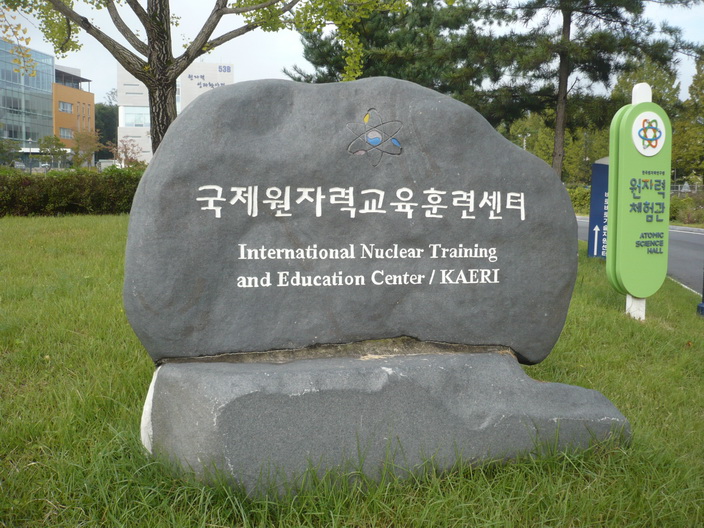 국제원자력교육훈련센터
International Nuclear Training
and Education Center / KAERI
원자력
체험관
ATOMIC
SCIENCE
HALL
539